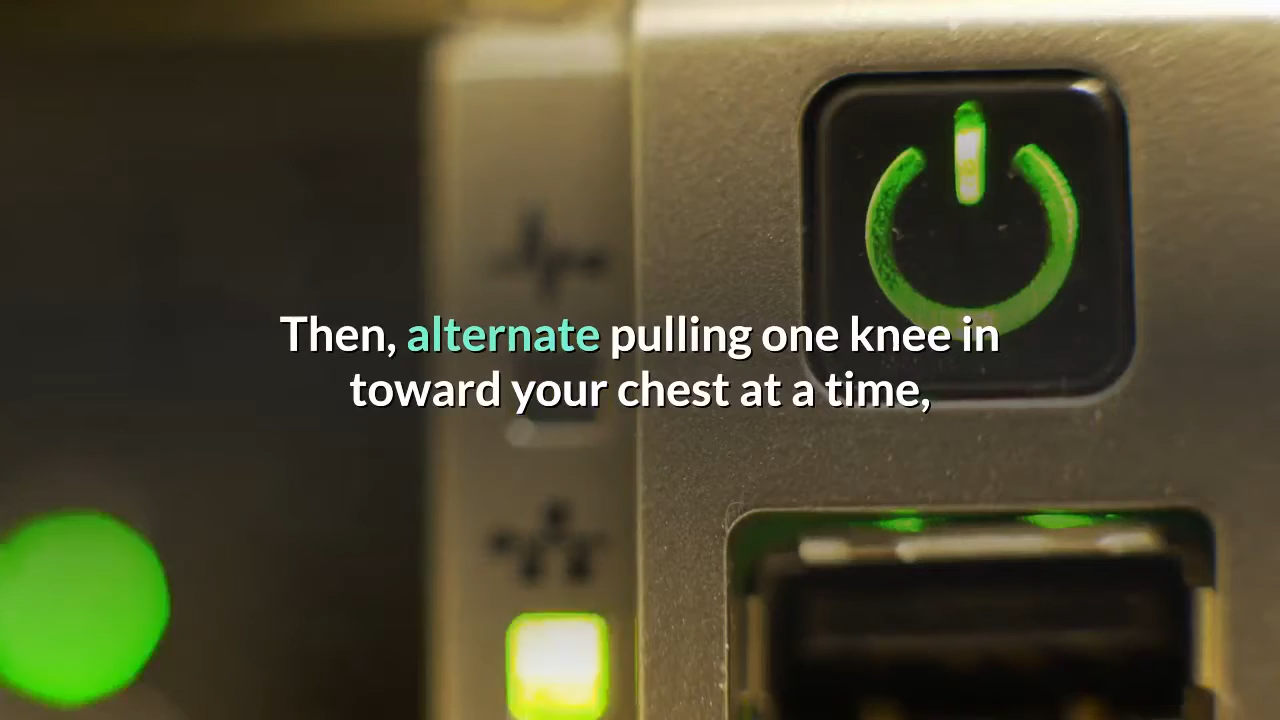 Then, alternate pulling one knee in
toward your chest at a time,